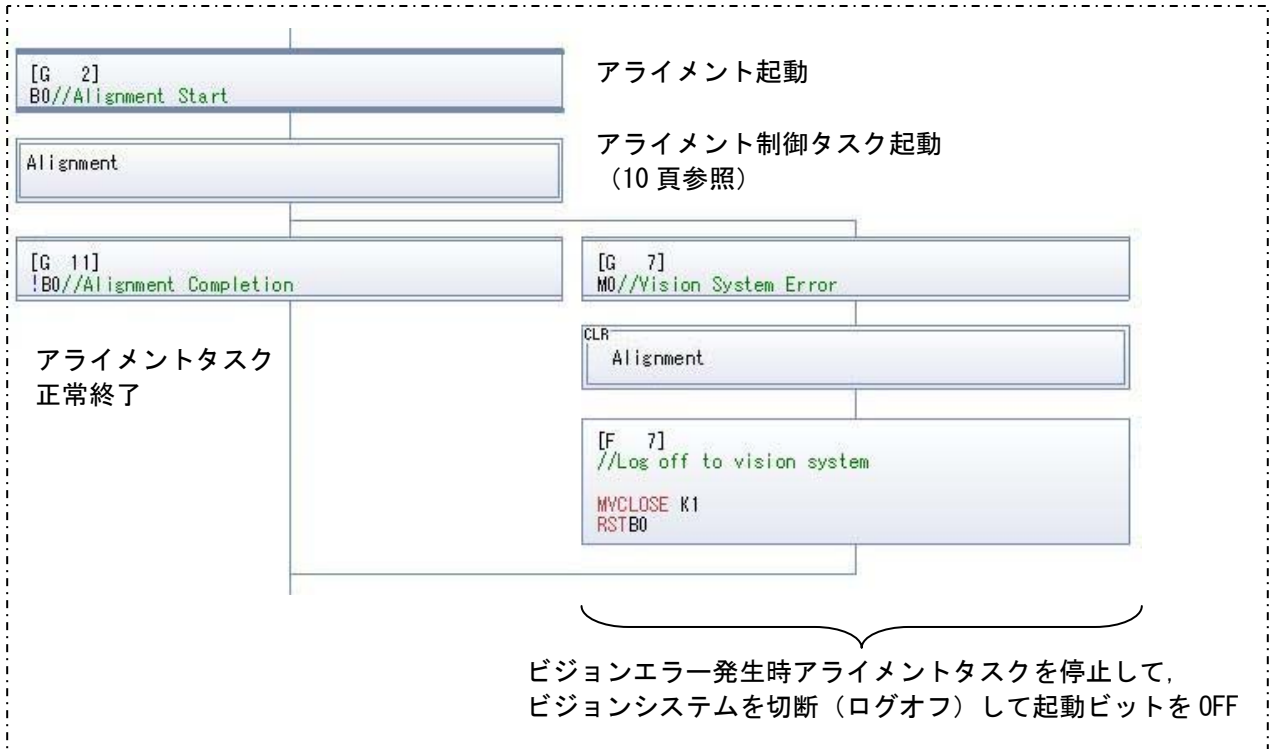 [G   2]
B0//Alignment Start
アライメント起動
Alignment
アライメント制御タスク起動
（10 頁参照）
[G  11]
!B0//Alignment Completion
[G   7]
M0//Vision System Error
アライメントタスク
正常終了
CLR
Alignment
[F   7]
//Log off to vision system
MVCLOSE K1
RSTB0
ビジョンエラー発生時アライメントタスクを停止して,
ビジョンシステムを切断（ログオフ）して起動ビットを OFF